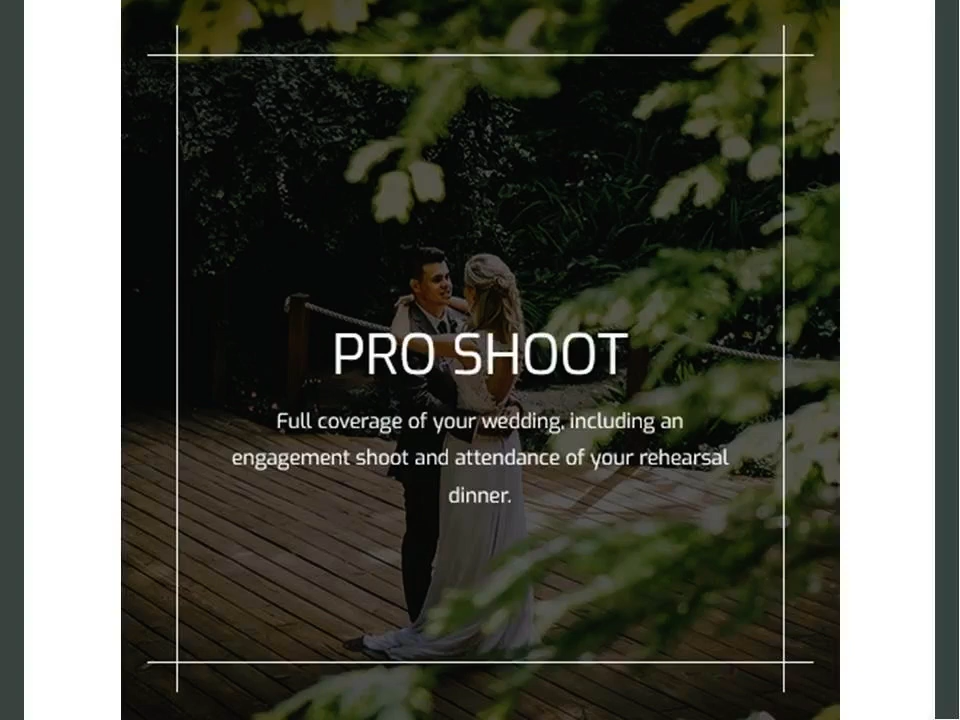 PRO SHOOT
Full coverage of your wedding, including an
engagement shoot and attendance of your rehearsal
dinner.